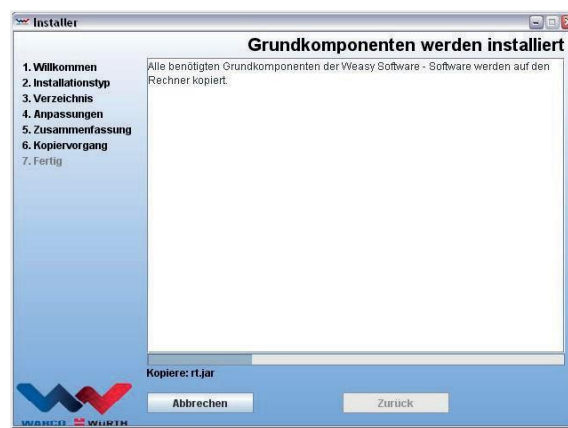 Installer
Grundkomponenten werden installiert
1. Willkommen
2. Installationstyp
3. Verzeichnis
4. Anpassungen
5. Zusammenfassung
6. Kopiervorgang
7. Fertig
Alle benötigten Grundkomponenten der Weasy Software - Software werden auf den
Rechner kopiert.
Kopiere: rt.jar
Abbrechen
Zurück
WABCO WÜRTH